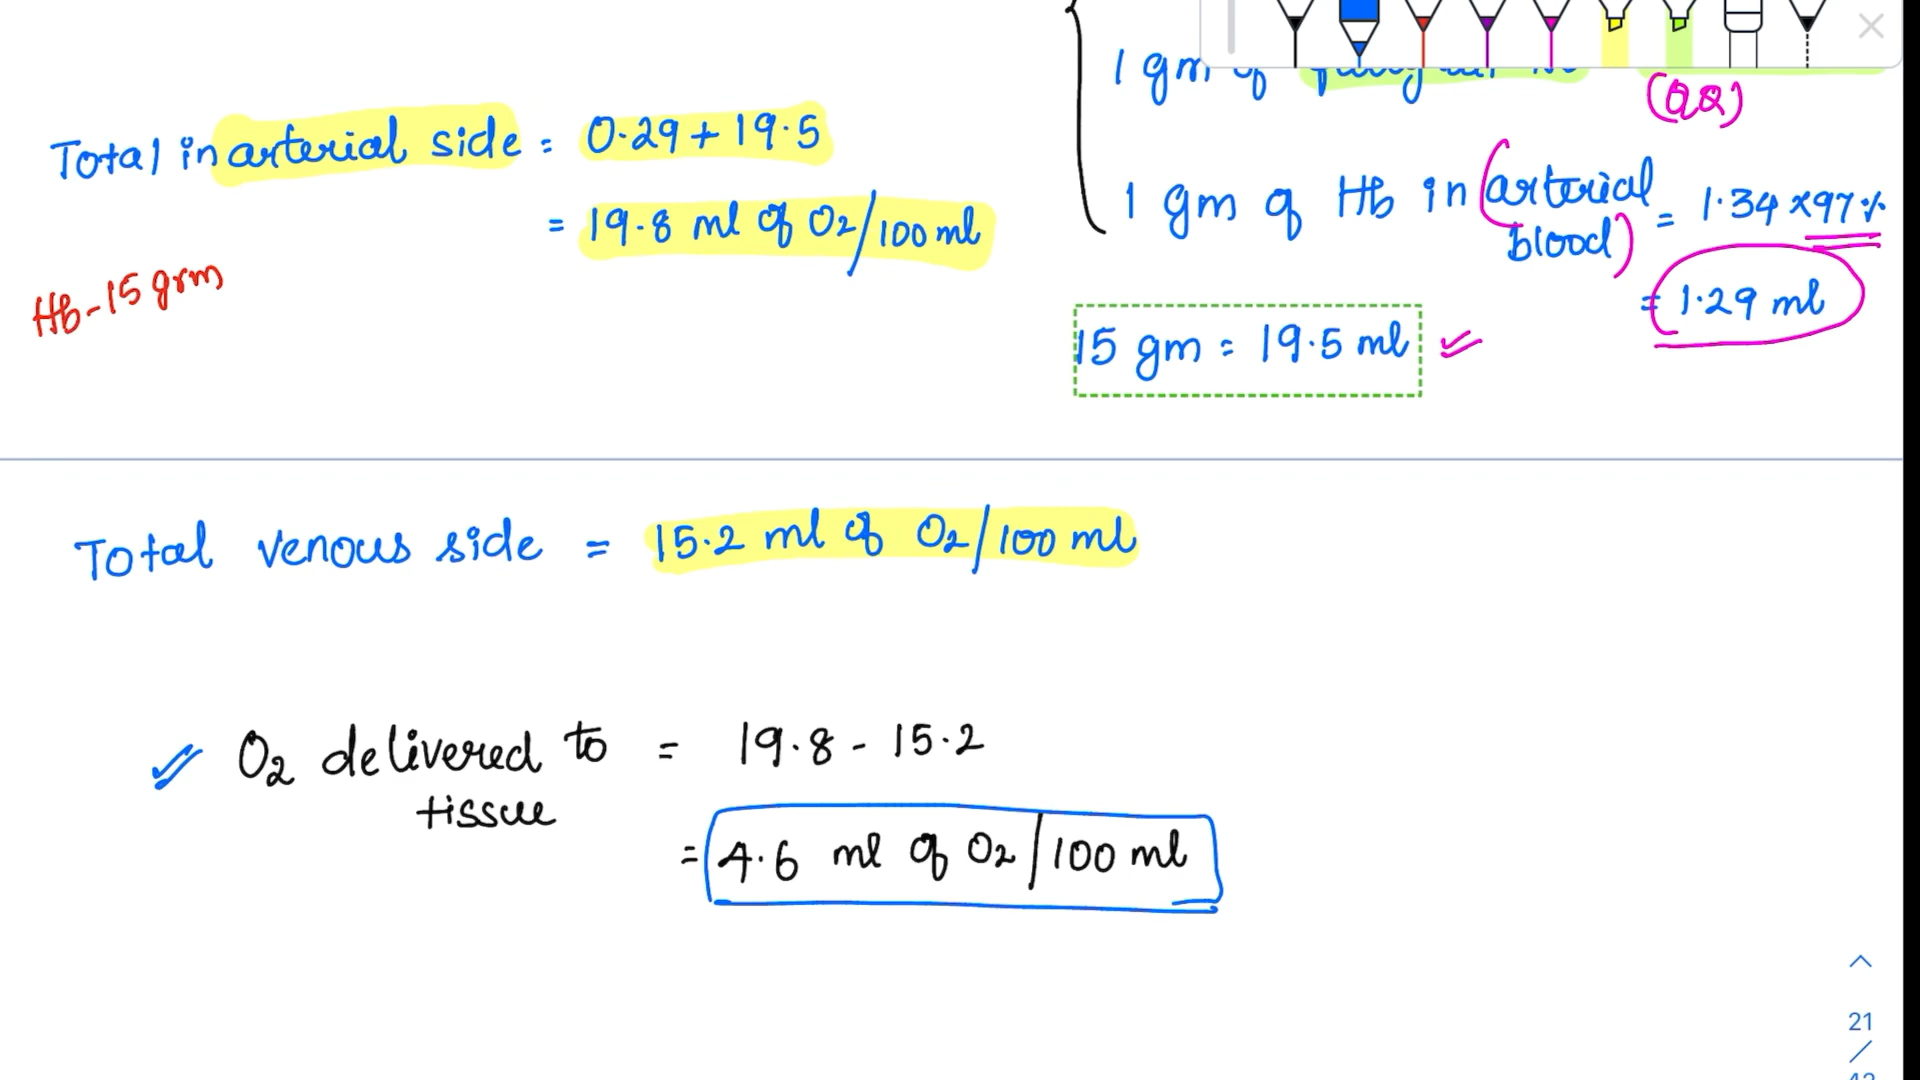 1 gm of
(QQ)
Total in arterial side = 0.29 + 19.5
= 19.8 ml of O2/100 ml
Hb - 15 grm
1 gm of Hb in (arterial blood) = 1.34 x 97%
= 1.29 ml
15 gm = 19.5 ml
Total venous side = 15.2 ml of O2/100 ml
O2 delivered to tissue = 19.8 - 15.2
= 4.6 ml of O2/100 ml
21
/